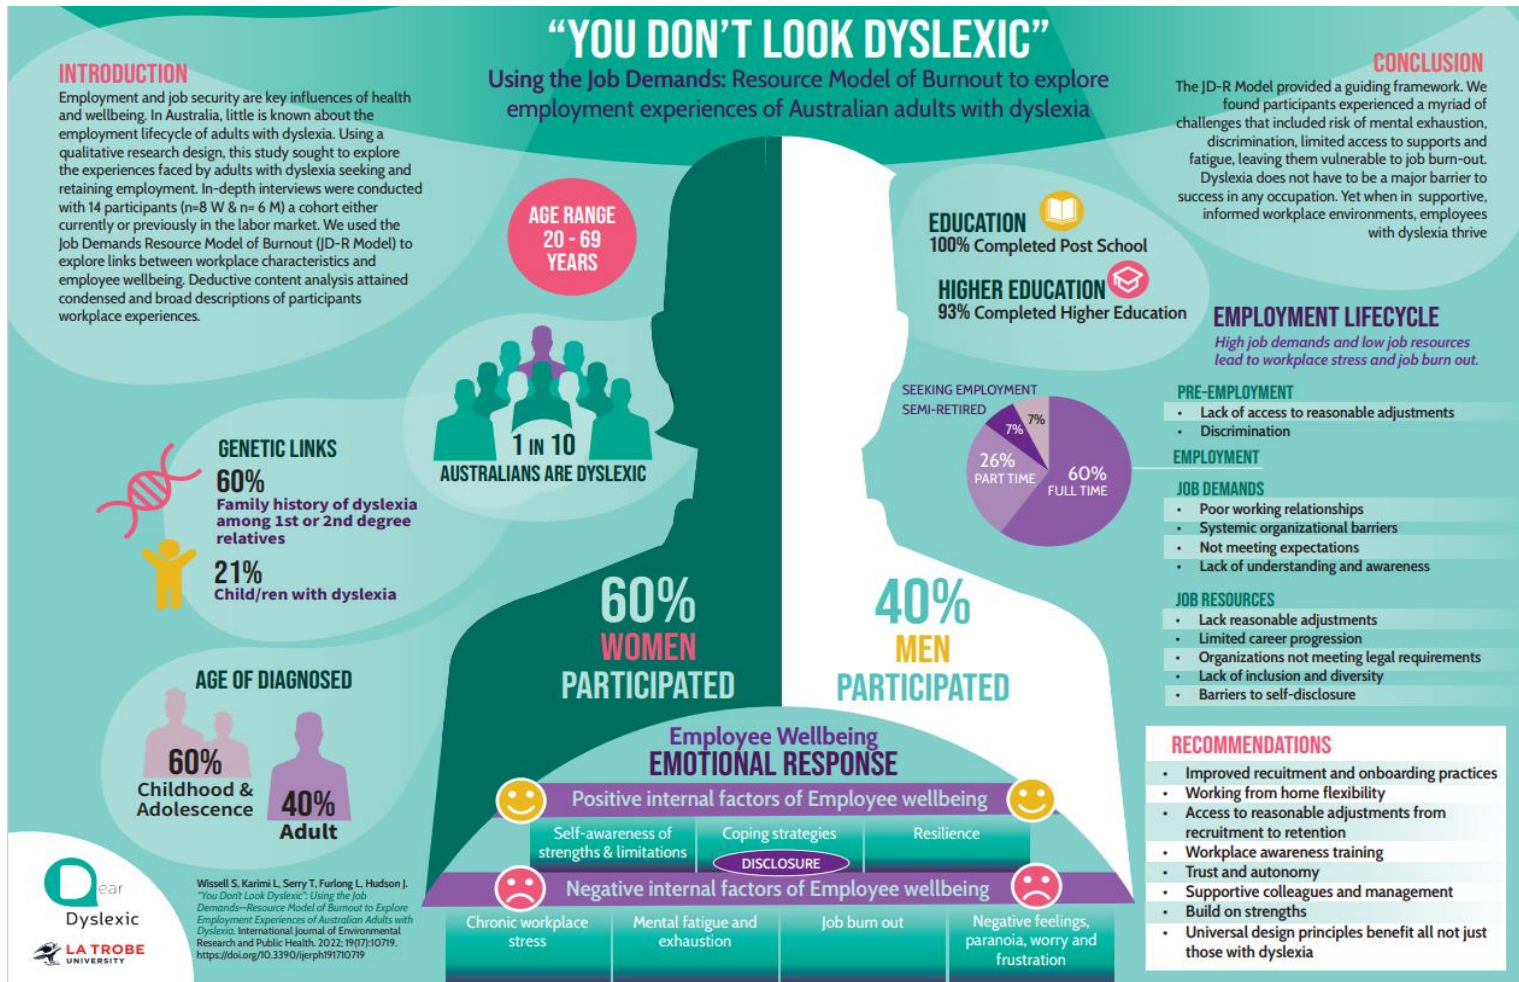 “YOU DON’T LOOK DYSLEXIC”
Using the Job Demands: Resource Model of Burnout to explore
employment experiences of Australian adults with dyslexia
INTRODUCTION
Employment and job security are key influences of health
and wellbeing. In Australia, little is known about the
employment lifecycle of adults with dyslexia. Using a
qualitative research design, this study sought to explore
the experiences faced by adults with dyslexia seeking and
retaining employment. In-depth interviews were conducted
with 14 participants (n=8 W & n= 6 M) a cohort either
currently or previously in the labor market. We used the
Job Demands Resource Model of Burnout (JD-R Model) to
explore links between workplace characteristics and
employee wellbeing. Deductive content analysis attained
condensed and broad descriptions of participants
workplace experiences.
AGE RANGE
20 - 69
YEARS
1 IN 10
AUSTRALIANS ARE DYSLEXIC
GENETIC LINKS
60%
Family history of dyslexia
among 1st or 2nd degree
relatives
21%
Child/ren with dyslexia
AGE OF DIAGNOSED
60%
Childhood &
Adolescence
40%
Adult
60%
WOMEN
PARTICIPATED
40%
MEN
PARTICIPATED
EDUCATION
100% Completed Post School
HIGHER EDUCATION
93% Completed Higher Education
SEEKING EMPLOYMENT
SEMI-RETIRED
7%
7%
26%
PART TIME
60%
FULL TIME
CONCLUSION
The JD-R Model provided a guiding framework. We
found participants experienced a myriad of
challenges that included risk of mental exhaustion,
discrimination, limited access to supports and
fatigue, leaving them vulnerable to job burn-out.
Dyslexia does not have to be a major barrier to
success in any occupation. Yet when in supportive,
informed workplace environments, employees
with dyslexia thrive
EMPLOYMENT LIFECYCLE
High job demands and low job resources
lead to workplace stress and job burn out.
PRE-EMPLOYMENT
• Lack of access to reasonable adjustments
• Discrimination
EMPLOYMENT
JOB DEMANDS
• Poor working relationships
• Systemic organizational barriers
• Not meeting expectations
• Lack of understanding and awareness
JOB RESOURCES
• Lack reasonable adjustments
• Limited career progression
• Organizations not meeting legal requirements
• Lack of inclusion and diversity
• Barriers to self-disclosure
RECOMMENDATIONS
• Improved recuitment and onboarding practices
• Working from home flexibility
• Access to reasonable adjustments from
recruitment to retention
• Workplace awareness training
• Trust and autonomy
• Supportive colleagues and management
• Build on strengths
• Universal design principles benefit all not just
those with dyslexia
Employee Wellbeing
EMOTIONAL RESPONSE
Positive internal factors of Employee wellbeing
Self-awareness of
strengths & limitations
Coping strategies
Resilience
DISCLOSURE
Negative internal factors of Employee wellbeing
Chronic workplace
stress
Mental fatigue and
exhaustion
Job burn out
Negative feelings,
paranoia, worry and
frustration
Dear
Dyslexic
LA TROBE
UNIVERSITY
Wissell S, Karimi L, Serry T, Furlong L, Hudson J.
“You Don’t Look Dyslexic”: Using the Job
Demands—Resource Model of Burnout to Explore
Employment Experiences of Australian Adults with
Dyslexia. International Journal of Environmental
Research and Public Health. 2022; 19(17):10719.
https://doi.org/10.3390/ijerph191710719